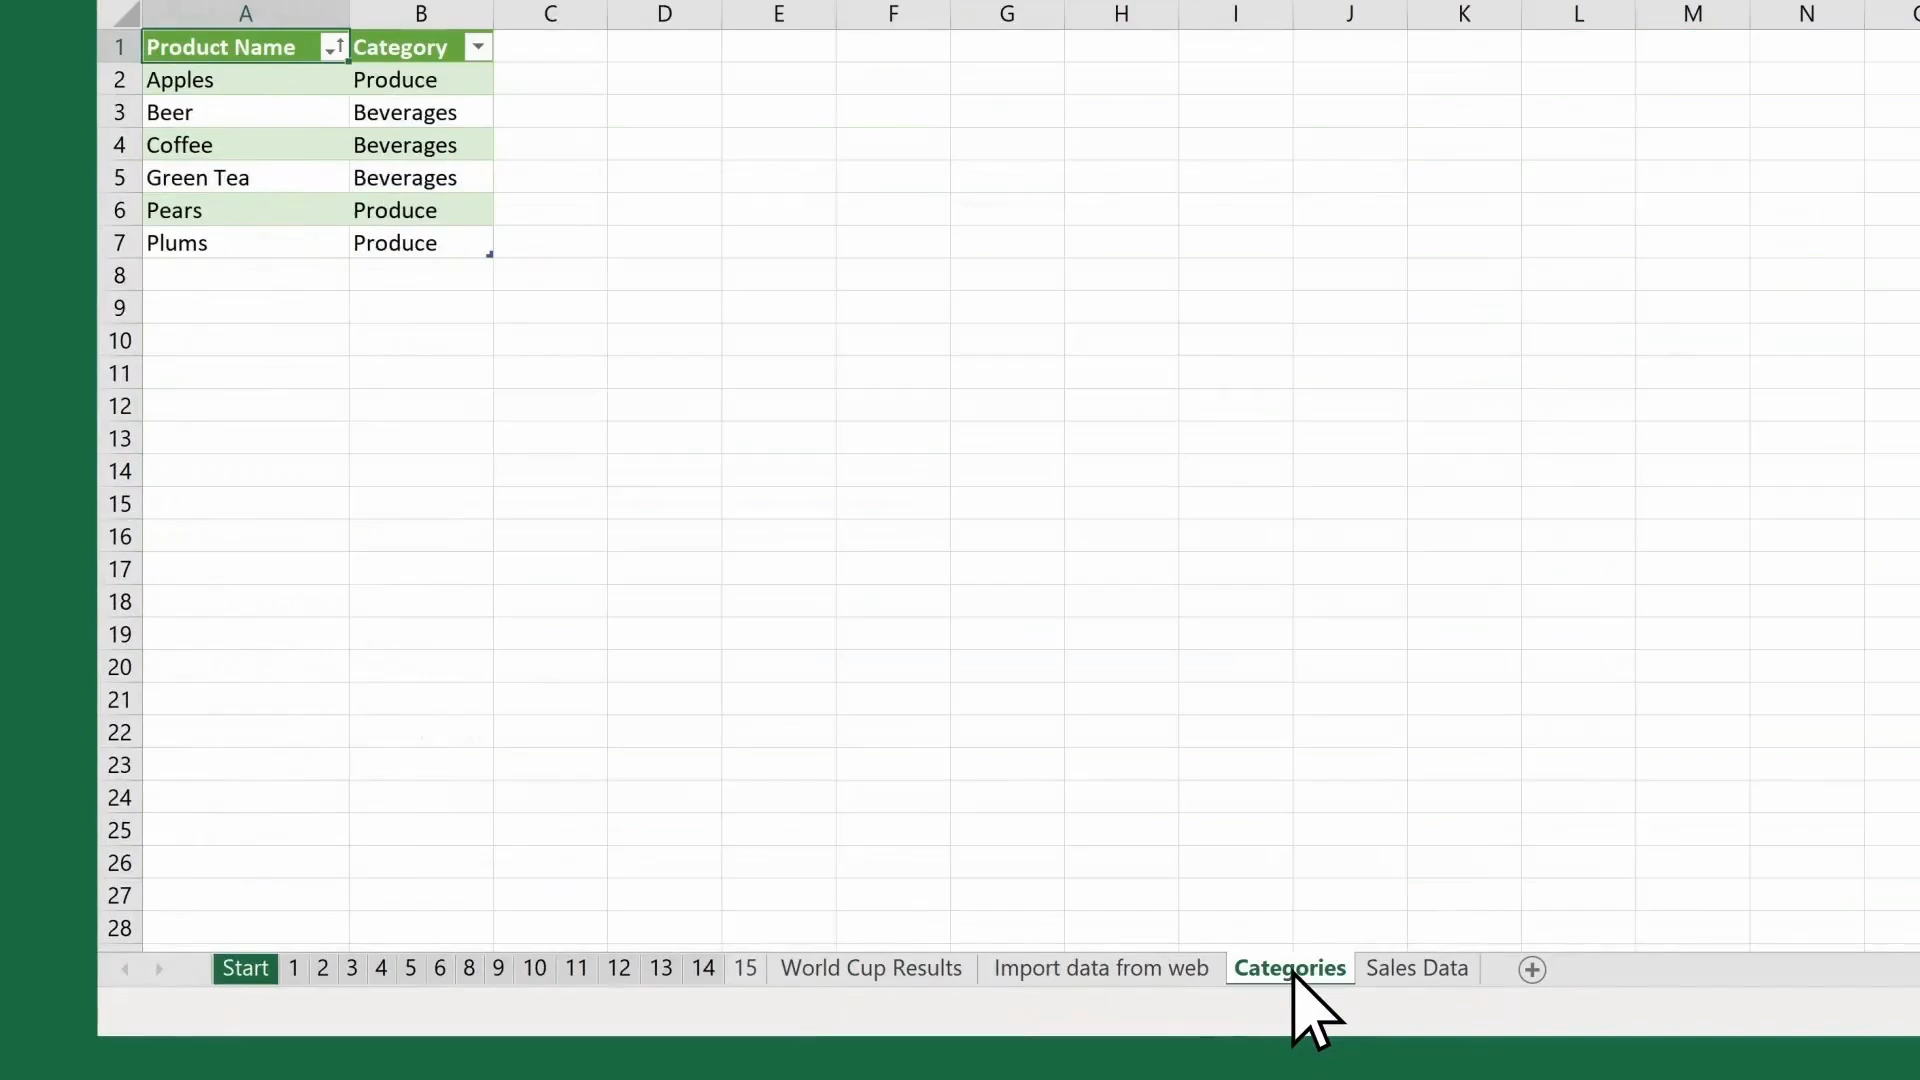 A B C D E F G H I J K L M N
1 Product Name Category
2 Apples Produce
3 Beer Beverages
4 Coffee Beverages
5 Green Tea Beverages
6 Pears Produce
7 Plums Produce
8
9
10
11
12
13
14
15
16
17
18
19
20
21
22
23
24
25
26
27
28
Start 1 2 3 4 5 6 8 9 10 11 12 13 14 15 World Cup Results Import data from web Categories Sales Data